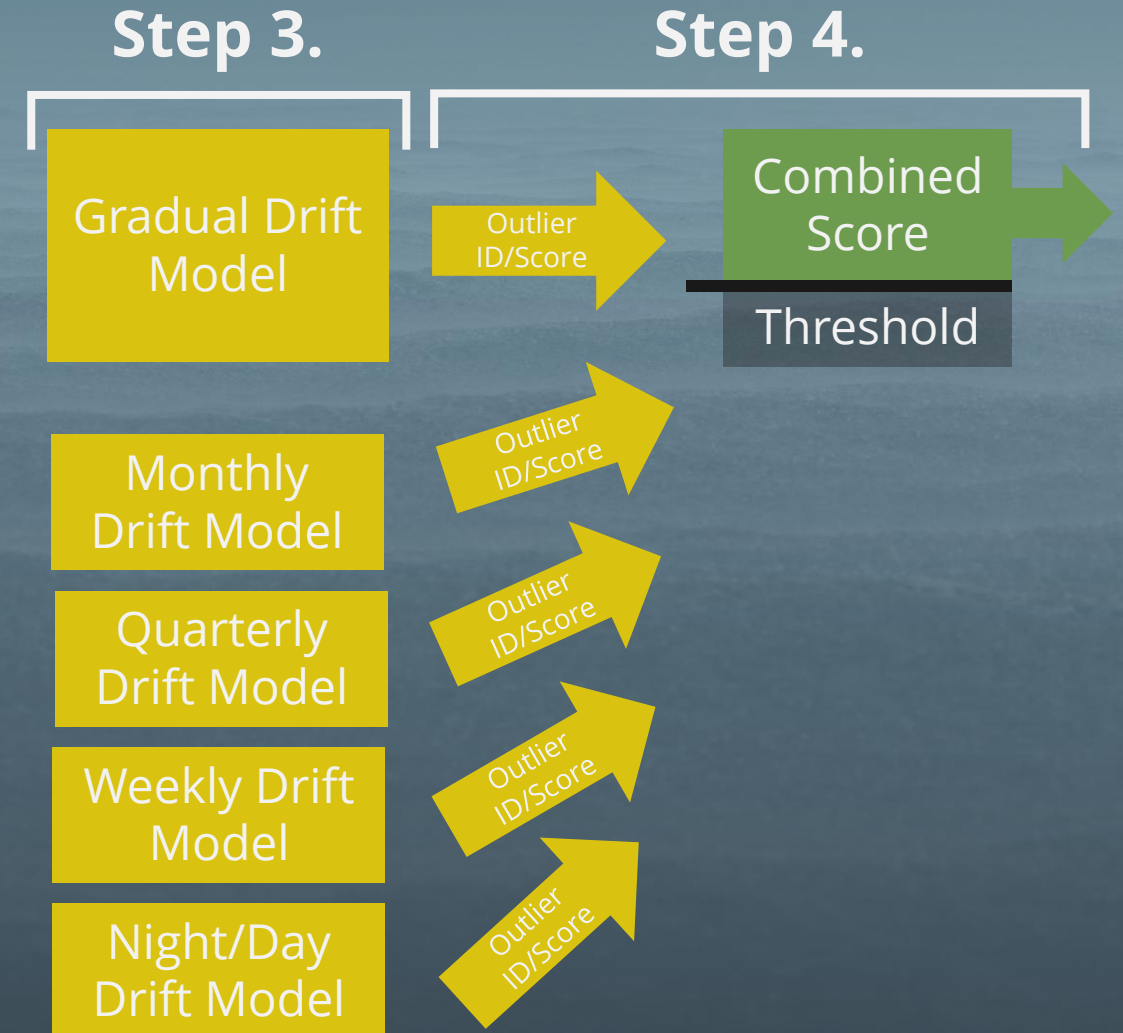 Step 3.
Step 4.
Gradual Drift
Model
Outlier
ID/Score
Combined
Score
Threshold
Monthly
Drift Model
Outlier
ID/Score
Quarterly
Drift Model
Outlier
ID/Score
Weekly Drift
Model
Outlier
ID/Score
Night/Day
Drift Model
Outlier
ID/Score